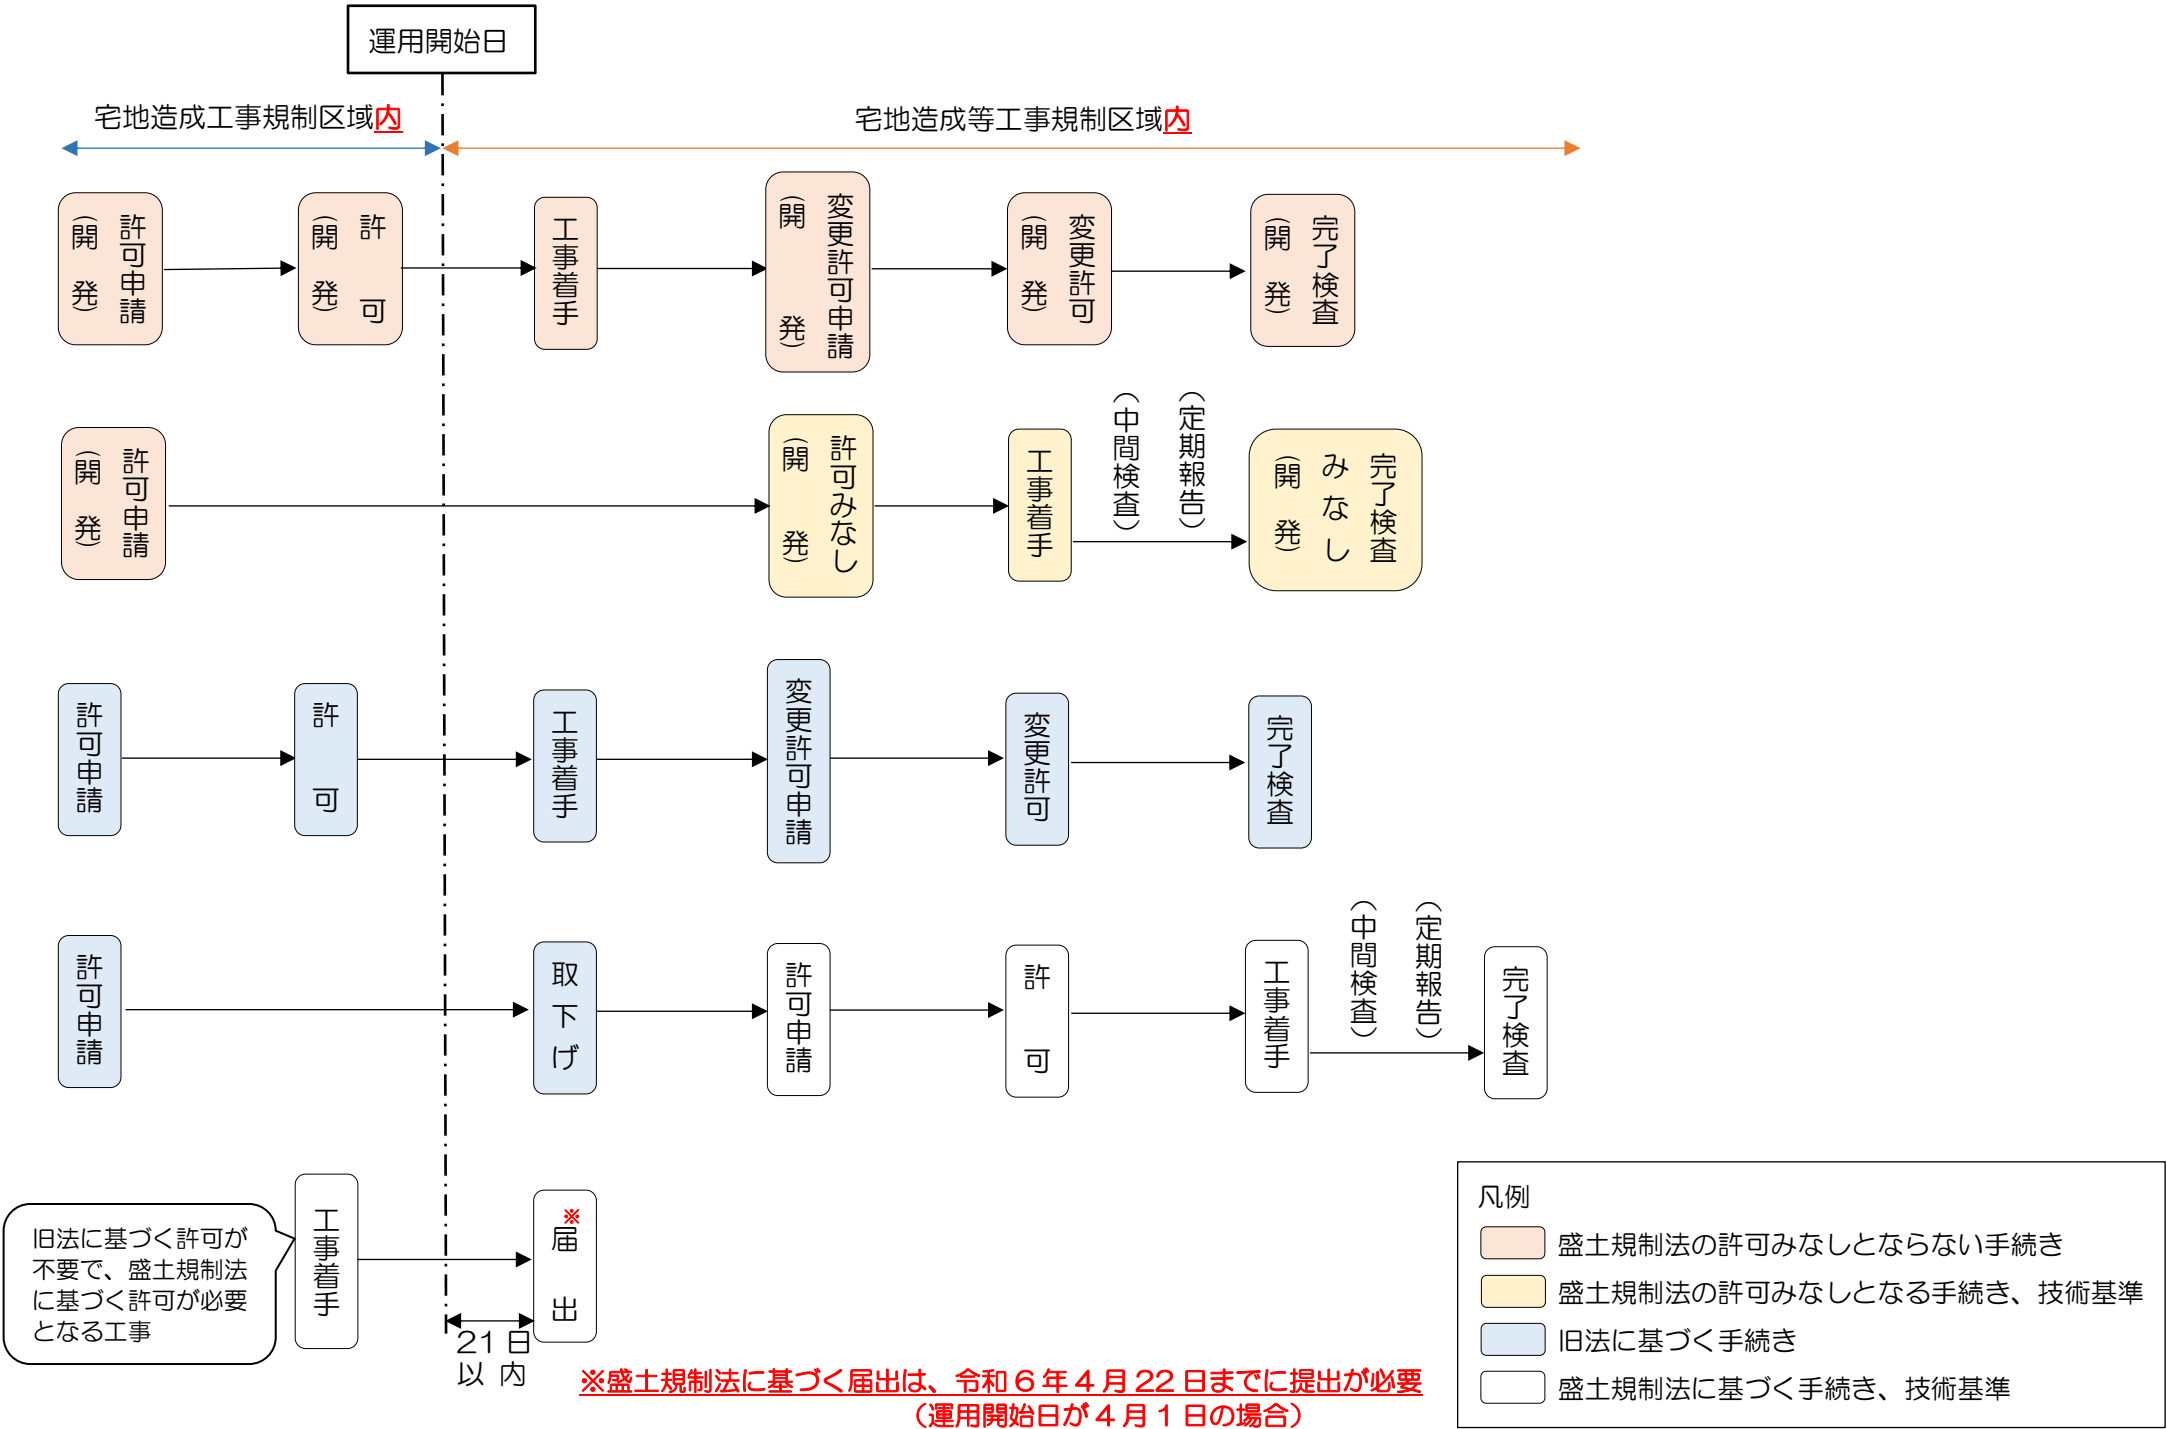 運用開始日
宅地造成工事規制区域内
宅地造成等工事規制区域内
許可申請
（開　発）
許　可
（開　発）
工事着手
変更許可申請
（開　発）
変更許可
（開　発）
完了検査
（開　発）
許可申請
（開　発）
許可みなし
（開　発）
工事着手
（定期報告）
（中間検査）
完了検査
みなし
（開　発）
許可申請
許　可
工事着手
変更許可申請
変更許可
完了検査
許可申請
取下げ
許可申請
許　可
工事着手
（定期報告）
（中間検査）
完了検査
旧法に基づく許可が
不要で、盛土規制法
に基づく許可が必要
となる工事
工事着手
※
届　出
21日
以 内
※盛土規制法に基づく届出は、令和６年４月22日までに提出が必要
（運用開始日が４月１日の場合）
凡例
盛土規制法の許可みなしとならない手続き
盛土規制法の許可みなしとなる手続き、技術基準
旧法に基づく手続き
盛土規制法に基づく手続き、技術基準